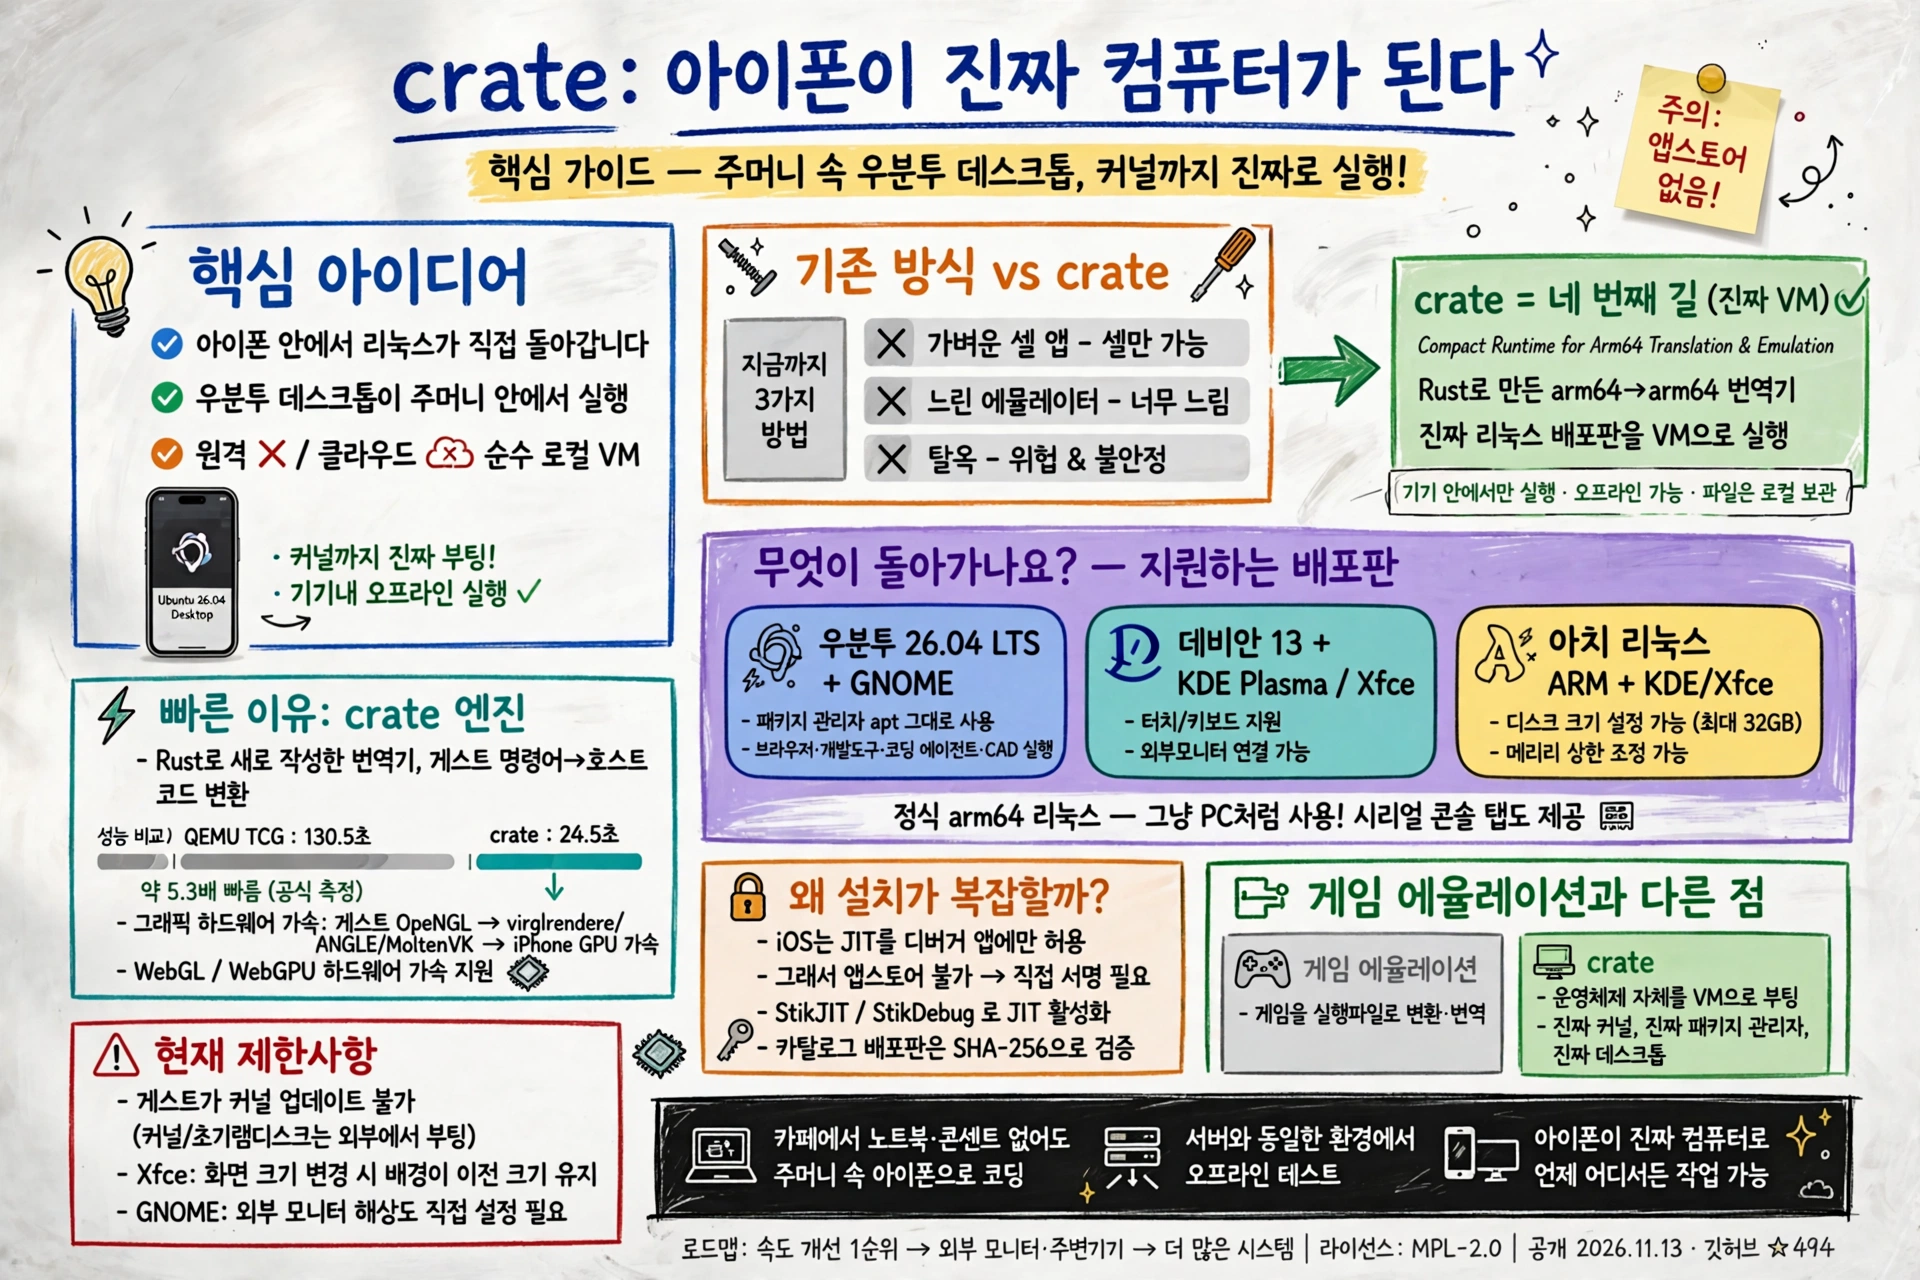 crate: 아이폰이 진짜 컴퓨터가 된다
핵심 가이드 — 주머니 속 우분투 데스크톱, 커널까지 진짜로 실행!
주의:
앱스토어
없음!
핵심 아이디어
아이폰 안에서 리눅스가 직접 돌아갑니다
우분투 데스크톱이 주머니 안에서 실행
원격 / 클라우드 순수 로컬 VM
Ubuntu 26.04
Desktop
· 커널까지 진짜 부팅!
· 기기내 오프라인 실행
기존 방식 vs crate
지금까지
3가지
방법
가벼운 셸 앱 - 셸만 가능
느린 에뮬레이터 - 너무 느림
탈옥 - 위험 & 불안정
crate = 네 번째 길 (진짜 VM)
Compact Runtime for Arm64 Translation & Emulation
Rust로 만든 arm64→arm64 번역기
진짜 리눅스 배포판을 VM으로 실행
기기 안에서만 실행 · 오프라인 가능 · 파일은 로컬 보관
무엇이 돌아가나요? — 지원하는 배포판
우분투 26.04 LTS
+ GNOME
- 패키지 관리자 apt 그대로 사용
- 브라우저·개발도구·코딩 에이전트·CAD 실행
데비안 13 +
KDE Plasma / Xfce
- 터치/키보드 지원
- 외부모니터 연결 가능
아치 리눅스
ARM + KDE/Xfce
- 디스크 크기 설정 가능 (최대 32GB)
- 메리리 상한 조정 가능
정식 arm64 리눅스 — 그냥 PC처럼 사용! 시리얼 콘솔 탭도 제공
빠른 이유: crate 엔진
- Rust로 새로 작성한 번역기, 게스트 명령어→호스트
코드 변환
성능 비교) QEMU TCG : 130.5초
crate : 24.5초
약 5.3배 빠름 (공식 측정)
- 그래픽 하드웨어 가속: 게스트 OpeNGL → virglrendere/
ANGLE/MoltenVK → iPhone GPU 가속
- WebGL / WebGPU 하드웨어 가속 지원
왜 설치가 복잡할까?
- iOS는 JIT를 디버거 앱에만 허용
- 그래서 앱스토어 불가 → 직접 서명 필요
- StikJIT / StikDebug 로 JIT 활성화
- 카탈로그 배포판은 SHA-256으로 검증
게임 에율레이션과 다른 점
게임 에율레이션
- 게임을 실행파일로 변환·번역
crate
- 운영체제 자체를 VM으로 부팅
- 진짜 커널, 진짜 패키지 관리자,
진짜 데스크톱
현재 제한사항
- 게스트가 커널 업데이트 불가
(커널/초기램디스크는 외부에서 부팅)
- Xfce: 화면 크기 변경 시 배경이 이전 크기 유지
- GNOME: 외부 모니터 해상도 직접 설정 필요
카페에서 노트북·콘센트 없어도
주머니 속 아이폰으로 코딩
서버와 동일한 환경에서
오프라인 테스트
아이폰이 진짜 컴퓨터로
언제 어디서든 작업 가능
로드맵: 속도 개선 1순위 → 외부 모니터·주변기기 → 더 많은 시스템 | 라이선스: MPL-2.0 | 공개 2026.11.13 · 깃허브 ☆494